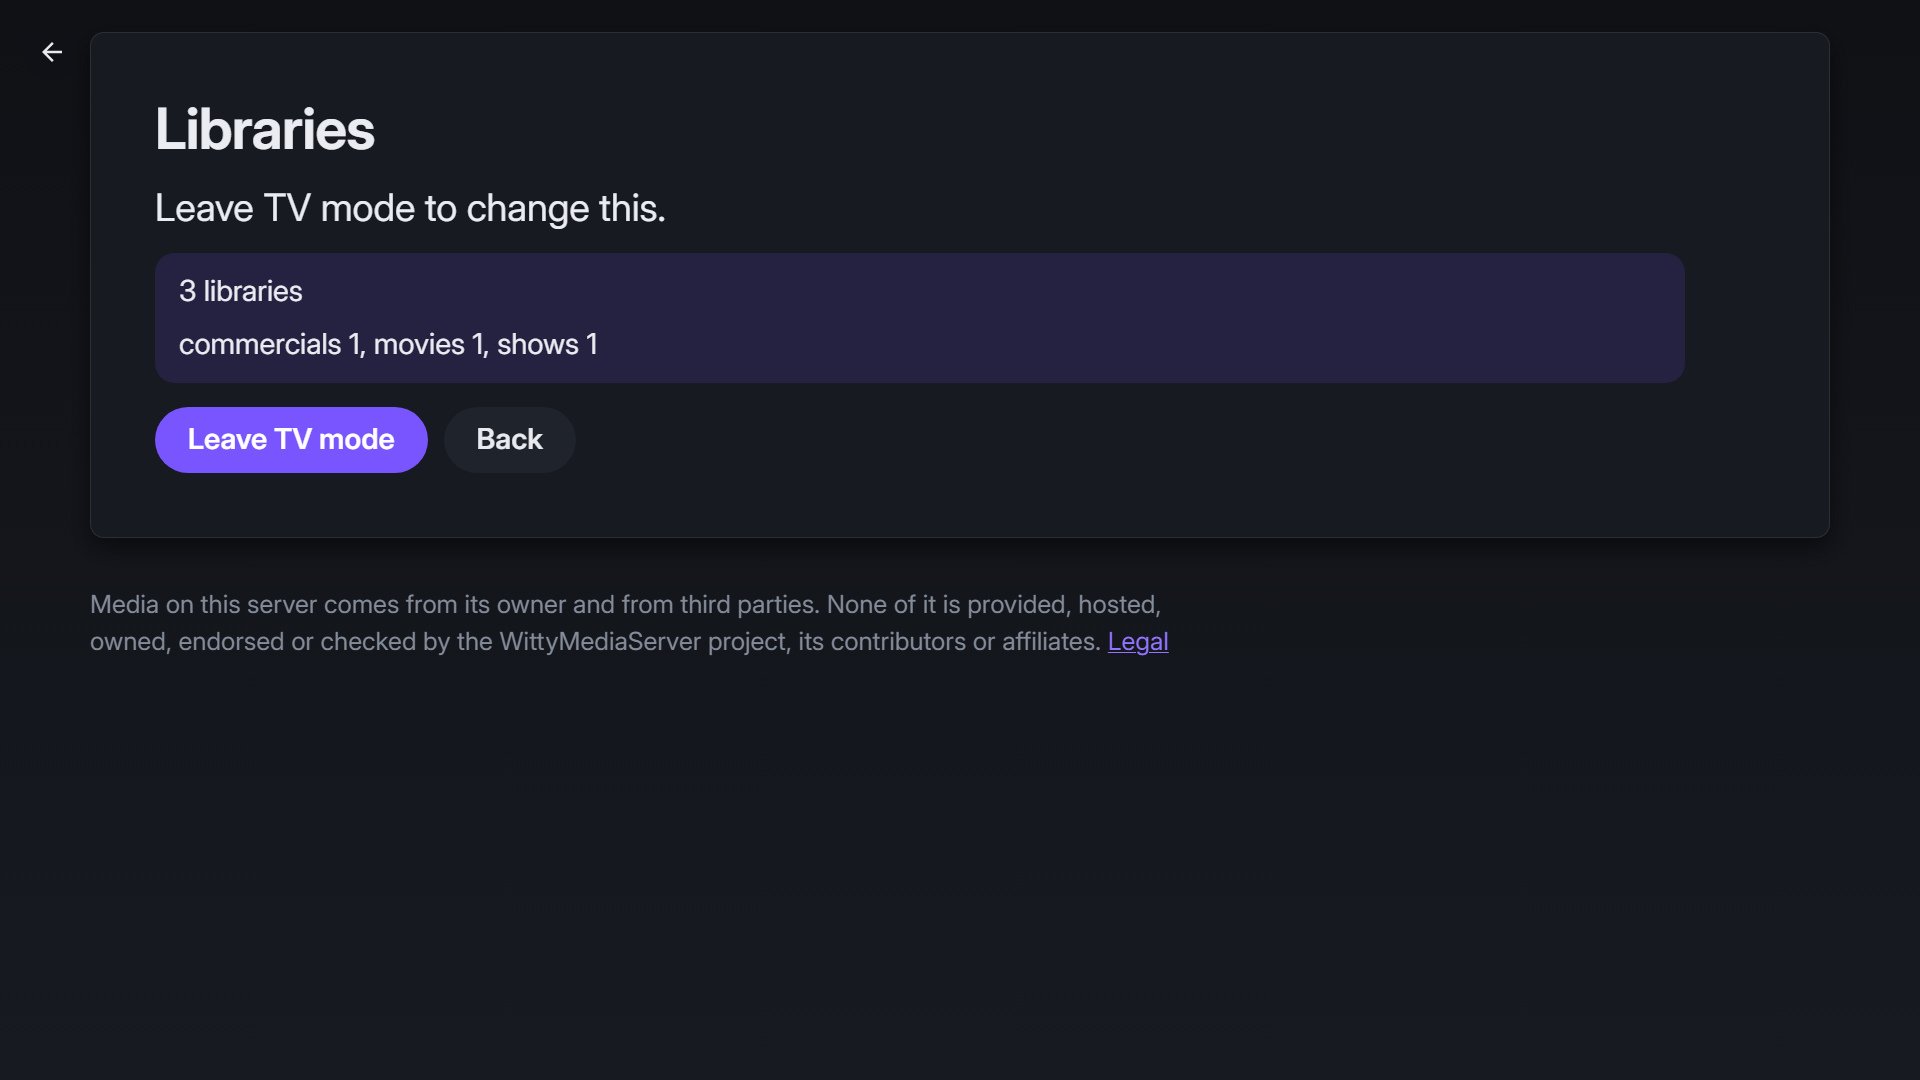 Libraries
Leave TV mode to change this.
3 libraries
commercials 1, movies 1, shows 1
Leave TV mode
Back
Media on this server comes from its owner and from third parties. None of it is provided, hosted,
owned, endorsed or checked by the WittyMediaServer project, its contributors or affiliates. Legal